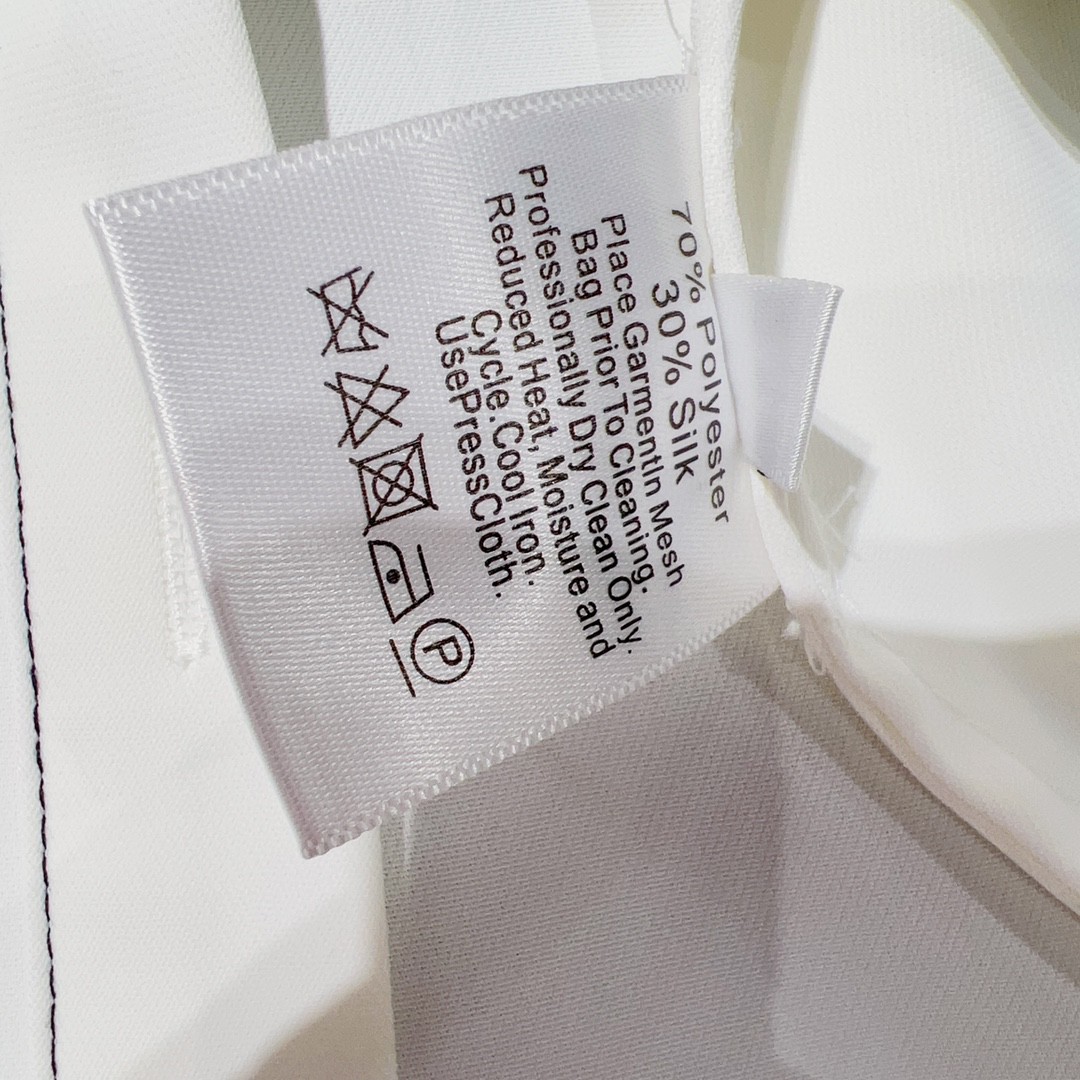 70% Polyester
30% Silk
Place GarmentIn Mesh
Bag Prior To Cleaning.
Professionally Dry Clean Only.
Reduced Heat, Moisture and
Cycle.Cool Iron.
UsePressCloth.
P